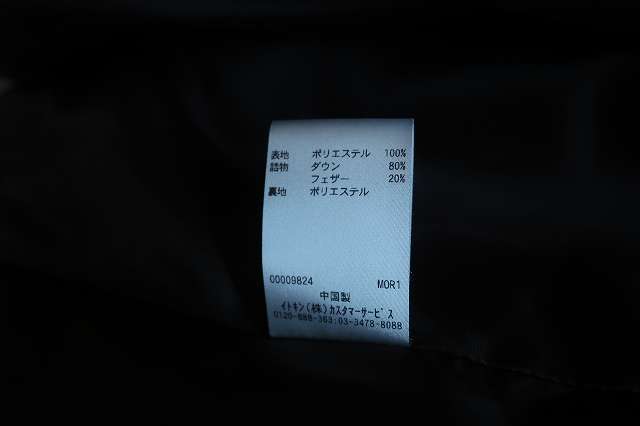 表地 ポリエステル 100%
詰物 ダウン 80%
フェザー 20%
裏地 ポリエステル
00009824 MOR1
中国製
イトキン(株)カスタマーサービス
0120-888-363:03-3478-8088